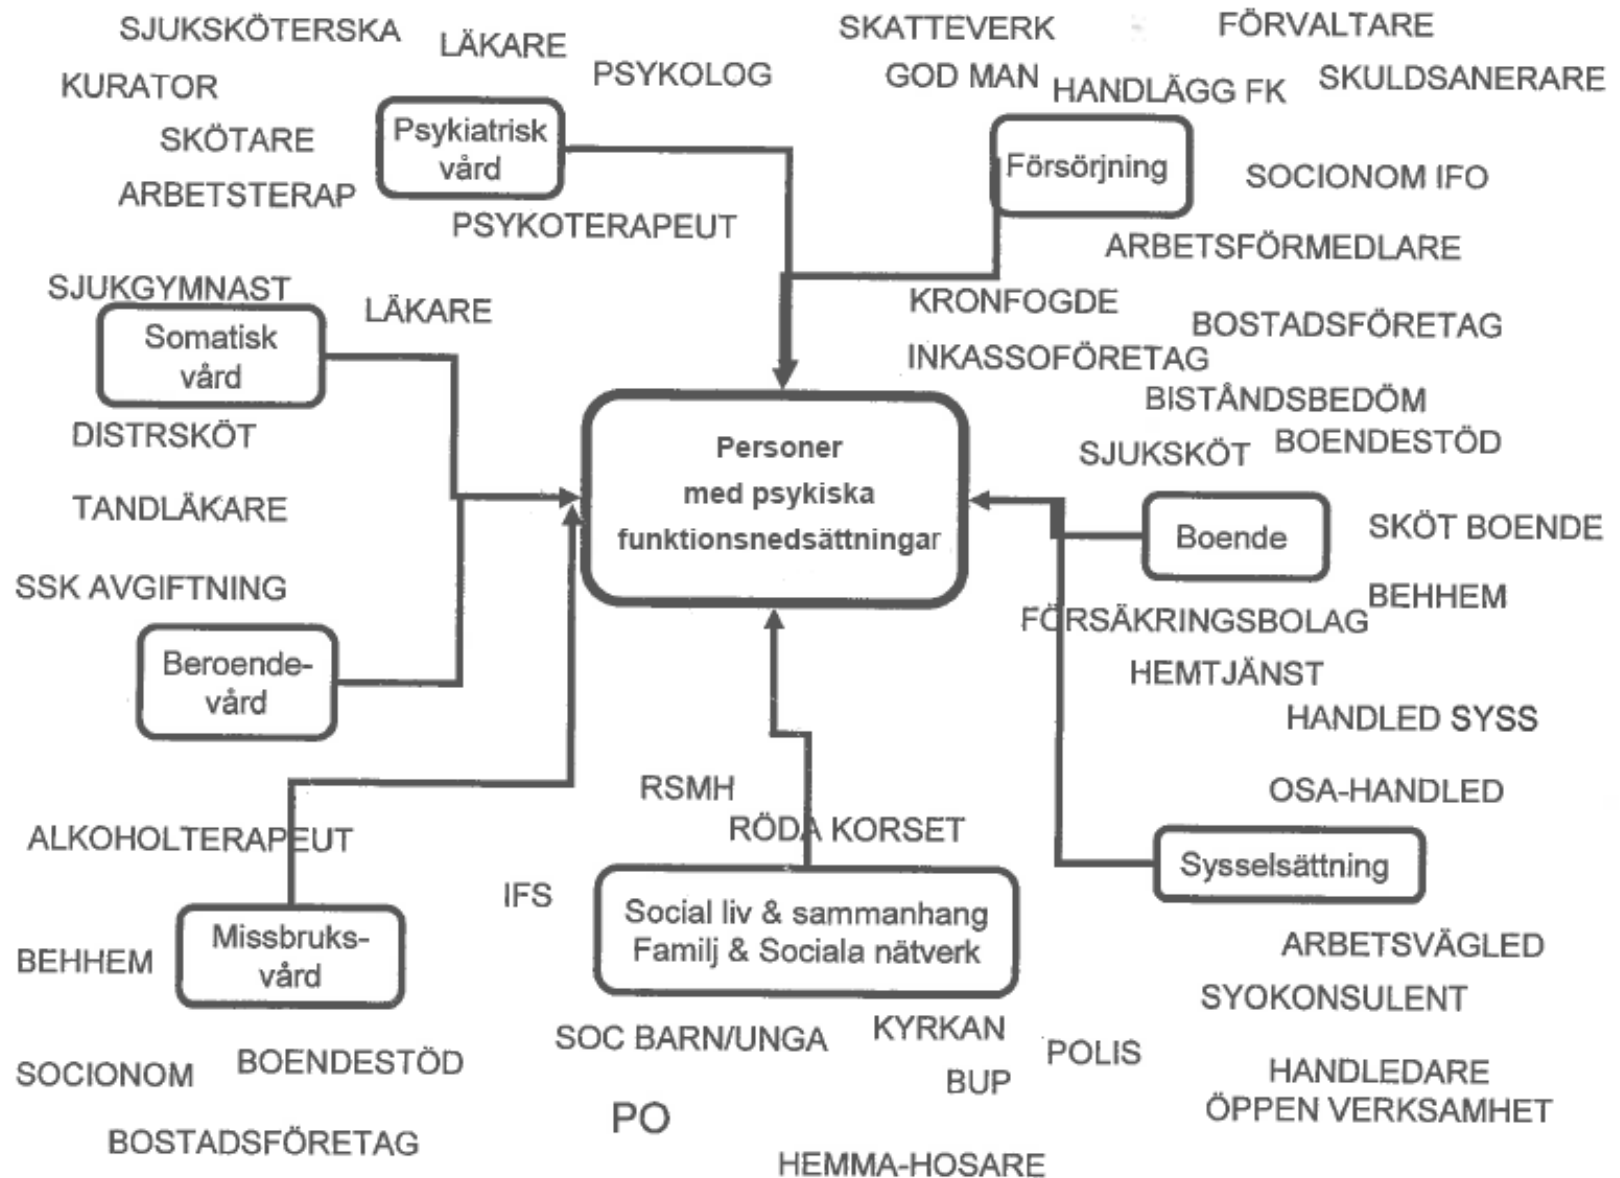 SJUKSKÖTERSKA
LÄKARE
SKATTEVERK
FÖRVALTARE
KURATOR
PSYKOLOG
GOD MAN
HANDLÄGG FK
SKULDSANERARE
SKÖTARE
Psykiatrisk
vård
Försörjning
ARBETSTERAP
SOCIONOM IFO
PSYKOTERAPEUT
ARBETSFÖRMEDLARE
SJUKGYMNAST
LÄKARE
KRONFOGDE
BOSTADSFÖRETAG
Somatisk
vård
INKASSOFÖRETAG
BISTÅNDSBEDÖM
DISTRSKÖT
Personer
med psykiska
funktionsnedsättningar
SJUKSKÖT
BOENDESTÖD
TANDLÄKARE
Boende
SKÖT BOENDE
SSK AVGIFTNING
BEHHEM
FÖRSÄKRINGSBOLAG
Beroende-
vård
HEMTJÄNST
HANDLED SYSS
RSMH
OSA-HANDLED
ALKOHOLTERAPEUT
RÖDA KORSET
Sysselsättning
IFS
Social liv & sammanhang
Familj & Sociala nätverk
Missbruks-
vård
BEHHEM
ARBETSVÄGLED
SYOKONSULENT
SOC BARN/UNGA
KYRKAN
POLIS
SOCIONOM
BOENDESTÖD
BUP
HANDLEDARE
ÖPPEN VERKSAMHET
PO
BOSTADSFÖRETAG
HEMMA-HOSARE